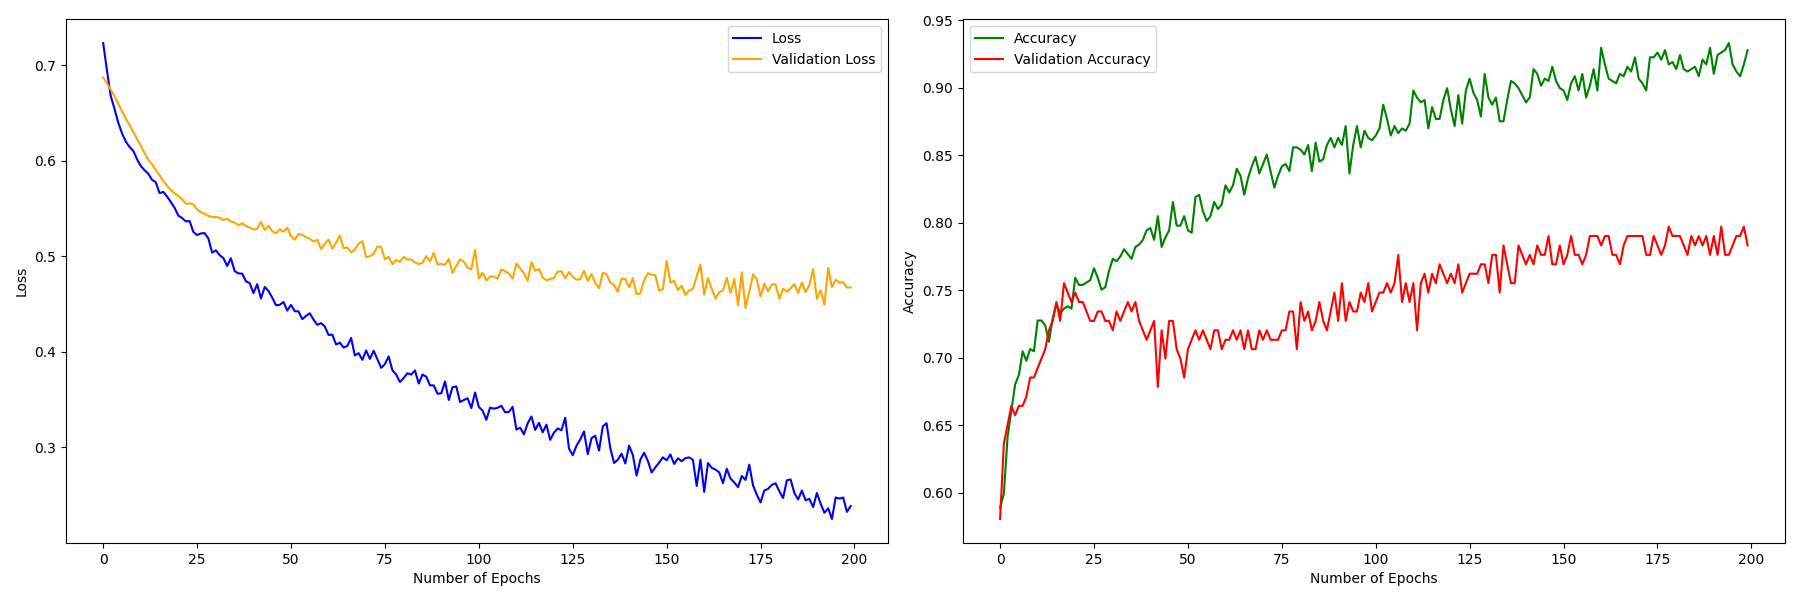 Loss
Validation Loss
0.7
0.6
0.5
0.4
0.3
Loss
0 25 50 75 100 125 150 175 200
Number of Epochs
Accuracy
Validation Accuracy
0.95
0.90
0.85
0.80
0.75
0.70
0.65
0.60
Accuracy
0 25 50 75 100 125 150 175 200
Number of Epochs